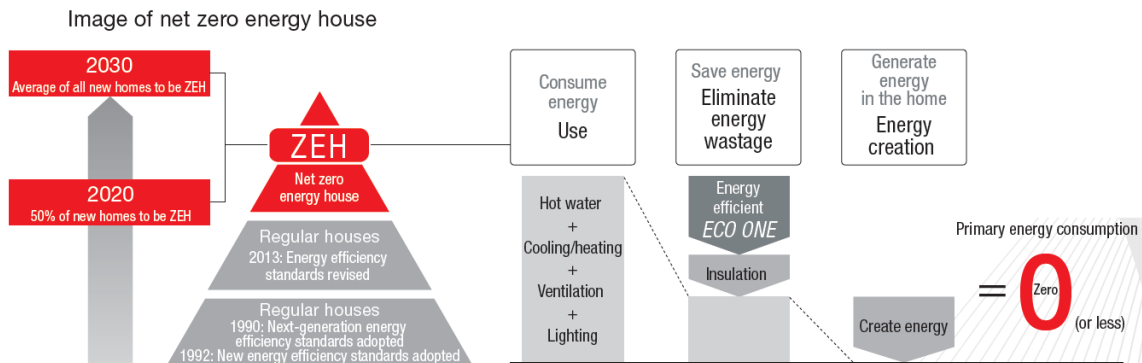 Image of net zero energy house
2030
Average of all new homes to be ZEH
2020
50% of new homes to be ZEH
ZEH
Net zero
energy house
Regular houses
2013: Energy efficiency
standards revised
Regular houses
1990: Next-generation energy
efficiency standards adopted
1992: New energy efficiency standards adopted
Consume
energy
Use
Hot water
+
Cooling/heating
+
Ventilation
+
Lighting
Save energy
Eliminate
energy
wastage
Energy
efficient
ECO ONE
Insulation
Generate
energy
in the home
Energy
creation
Create energy
Primary energy consumption
= 0
Zero
(or less)